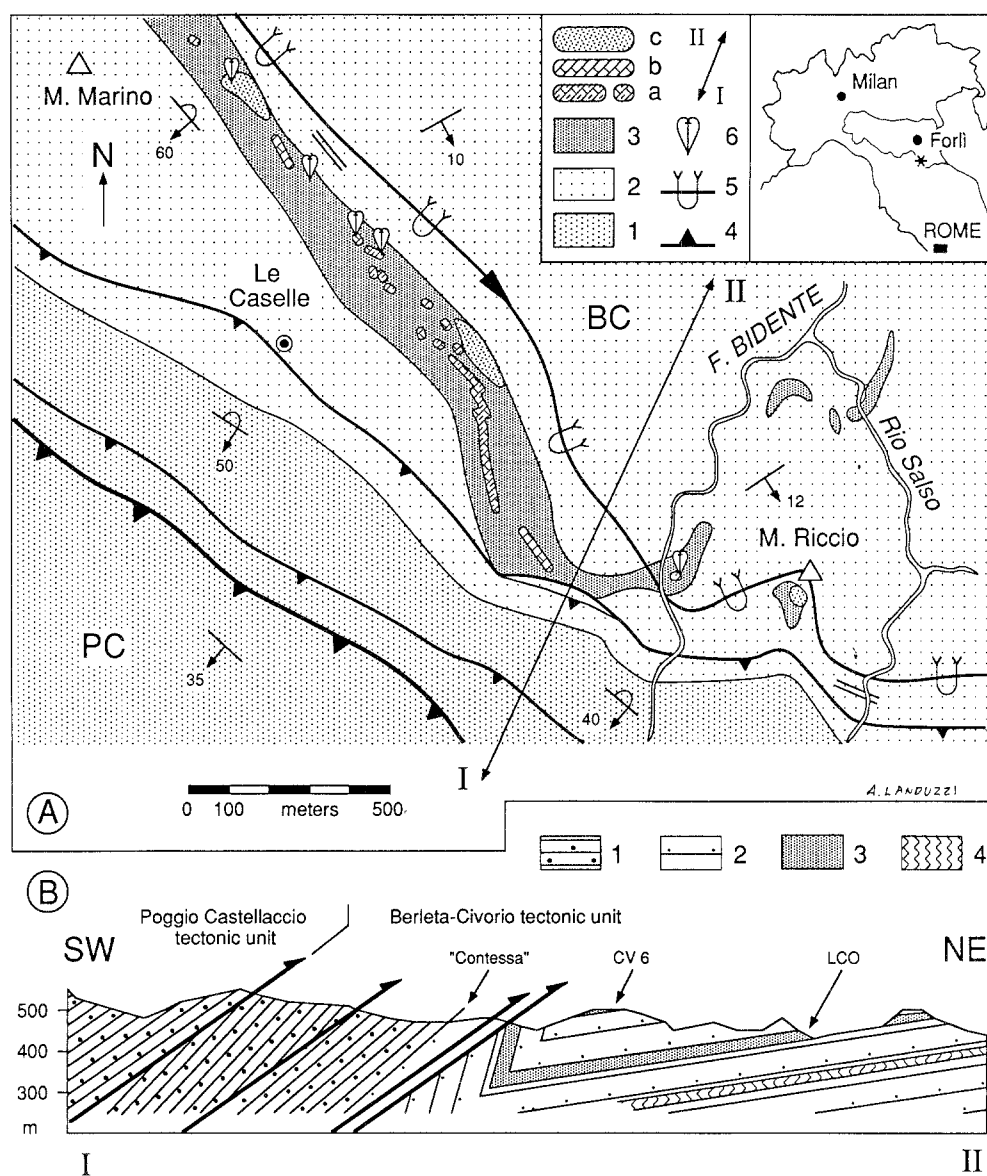 M. Marino
60
N
10
Le
Caselle
50
PC
35
BC
II
F. BIDENTE
Rio Salso
12
M. Riccio
40
I
c
b
a
II
I
3
6
2
5
1
4
Milan
Forlì
*
ROME
0 100 meters 500
A. LANDUZZI
A
1
2
3
4
B
SW
Poggio Castellaccio
tectonic unit
Berleta-Civorio tectonic unit
NE
"Contessa"
CV 6
LCO
500
400
300
m
I
II